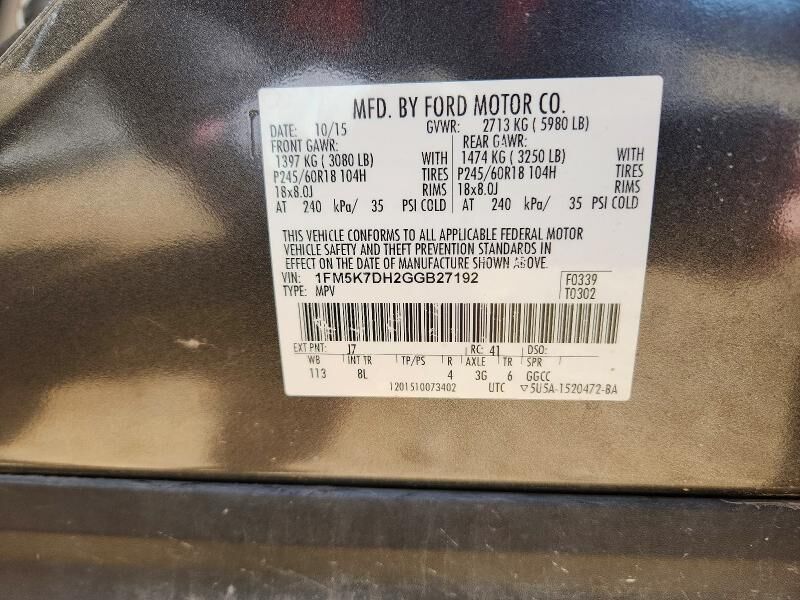 MFD. BY FORD MOTOR CO.
DATE: 10/15 GVWR: 2713 KG ( 5980 LB)
FRONT GAWR: REAR GAWR:
1397 KG ( 3080 LB) WITH 1474 KG ( 3250 LB) WITH
P245/60R18 104H TIRES P245/60R18 104H TIRES
18x8.0J RIMS 18x8.0J RIMS
AT 240 kPa/ 35 PSI COLD AT 240 kPa/ 35 PSI COLD
THIS VEHICLE CONFORMS TO ALL APPLICABLE FEDERAL MOTOR
VEHICLE SAFETY AND THEFT PREVENTION STANDARDS IN
EFFECT ON THE DATE OF MANUFACTURE SHOWN ABOVE.
VIN: 1FM5K7DH2GGB27192 F0339
TYPE: MPV T0302
EXT PNT: J7 RC: 41 DSO:
WB INT TR TP/PS R AXLE TR SPR
113 8L 4 3G 6 GGCC
1201510073402 UTC ▽5U5A-1520472-BA